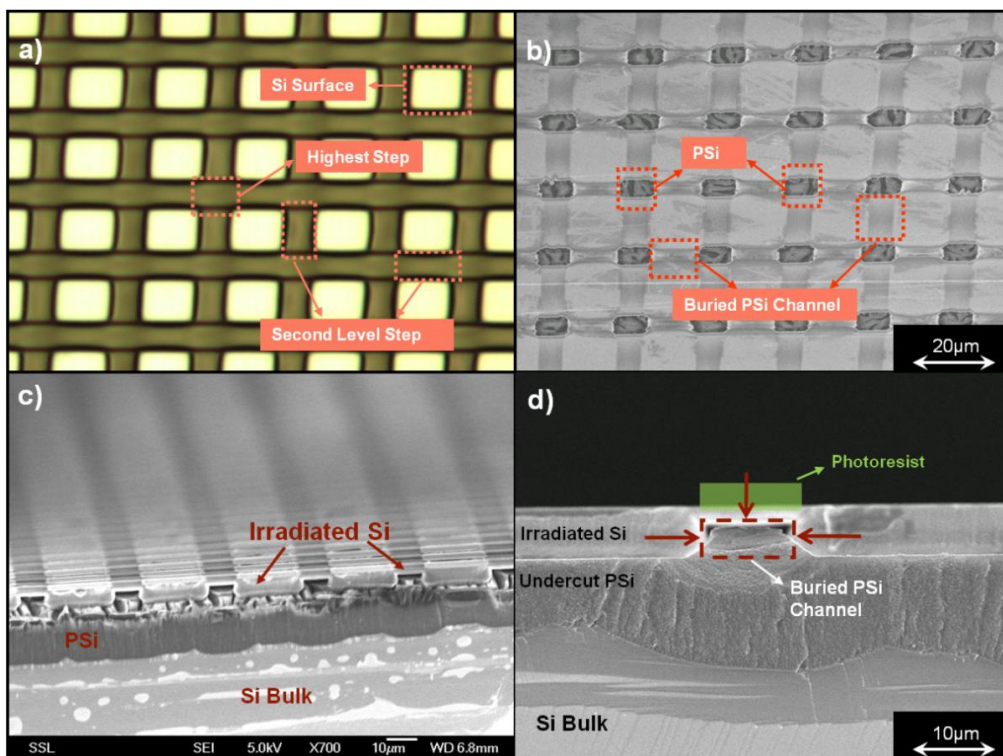 a)
Si Surface
Highest Step
Second Level Step
b)
PSi
Buried PSi Channel
20µm
c)
Irradiated Si
PSi
Si Bulk
SSL SEI 5.0kV X700 10µm WD 6.8mm
d)
Photoresist
Irradiated Si
Undercut PSi
Buried PSi
Channel
Si Bulk
10µm